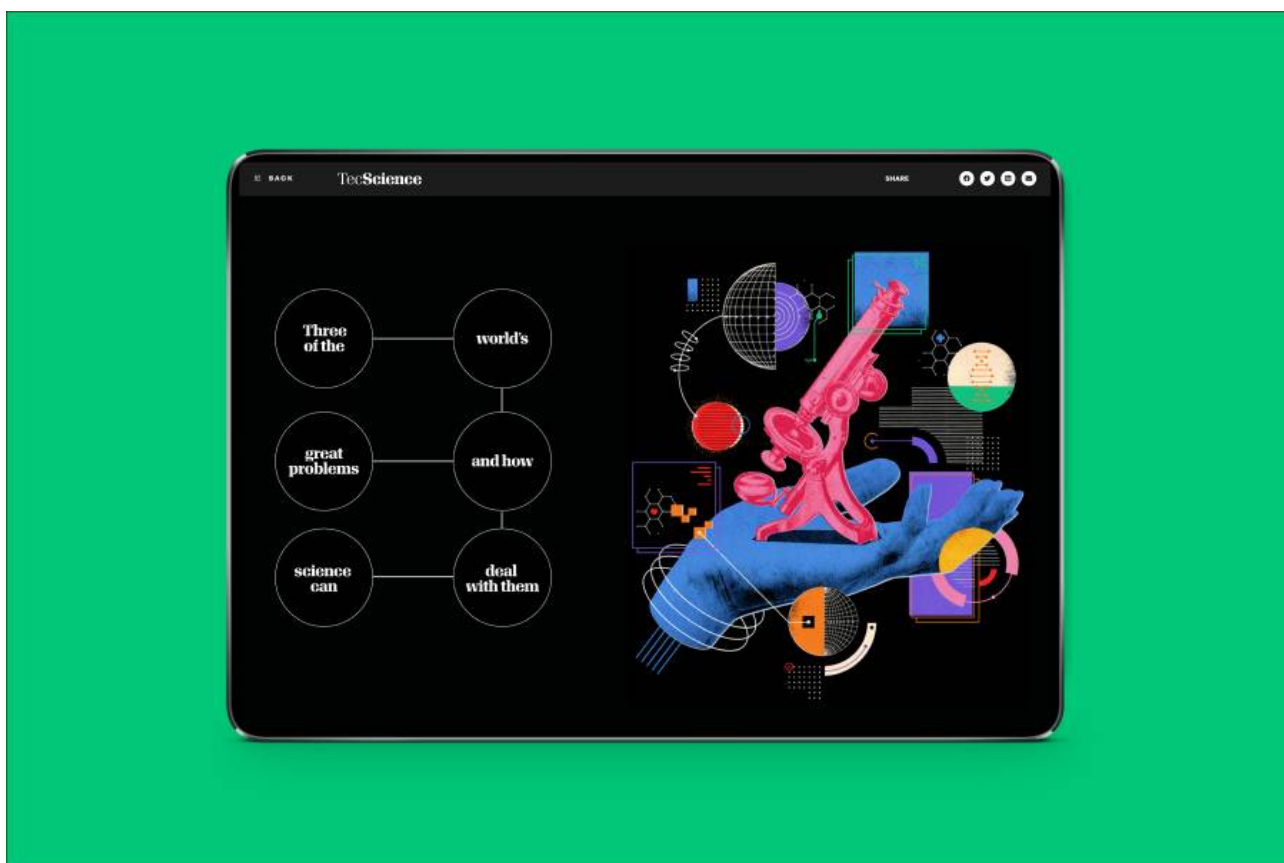 BACK
TecScience
SHARE
Three
of the
world's
great
problems
and how
science
can
deal
with them